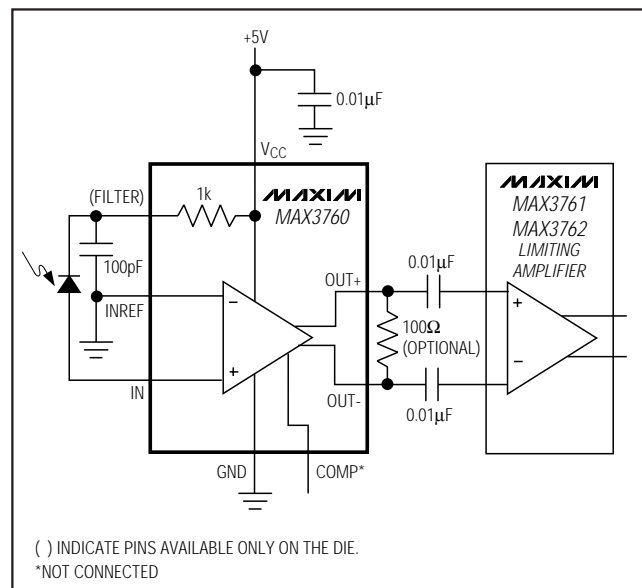 +5V
0.01µF
VCC
(FILTER)
1k
MAXIM
MAX3760
MAXIM
MAX3761
MAX3762
LIMITING
AMPLIFIER
100pF
INREF
−
+
IN
OUT+
OUT-
0.01µF
100Ω
(OPTIONAL)
0.01µF
+
−
GND
COMP*
( ) INDICATE PINS AVAILABLE ONLY ON THE DIE.
*NOT CONNECTED